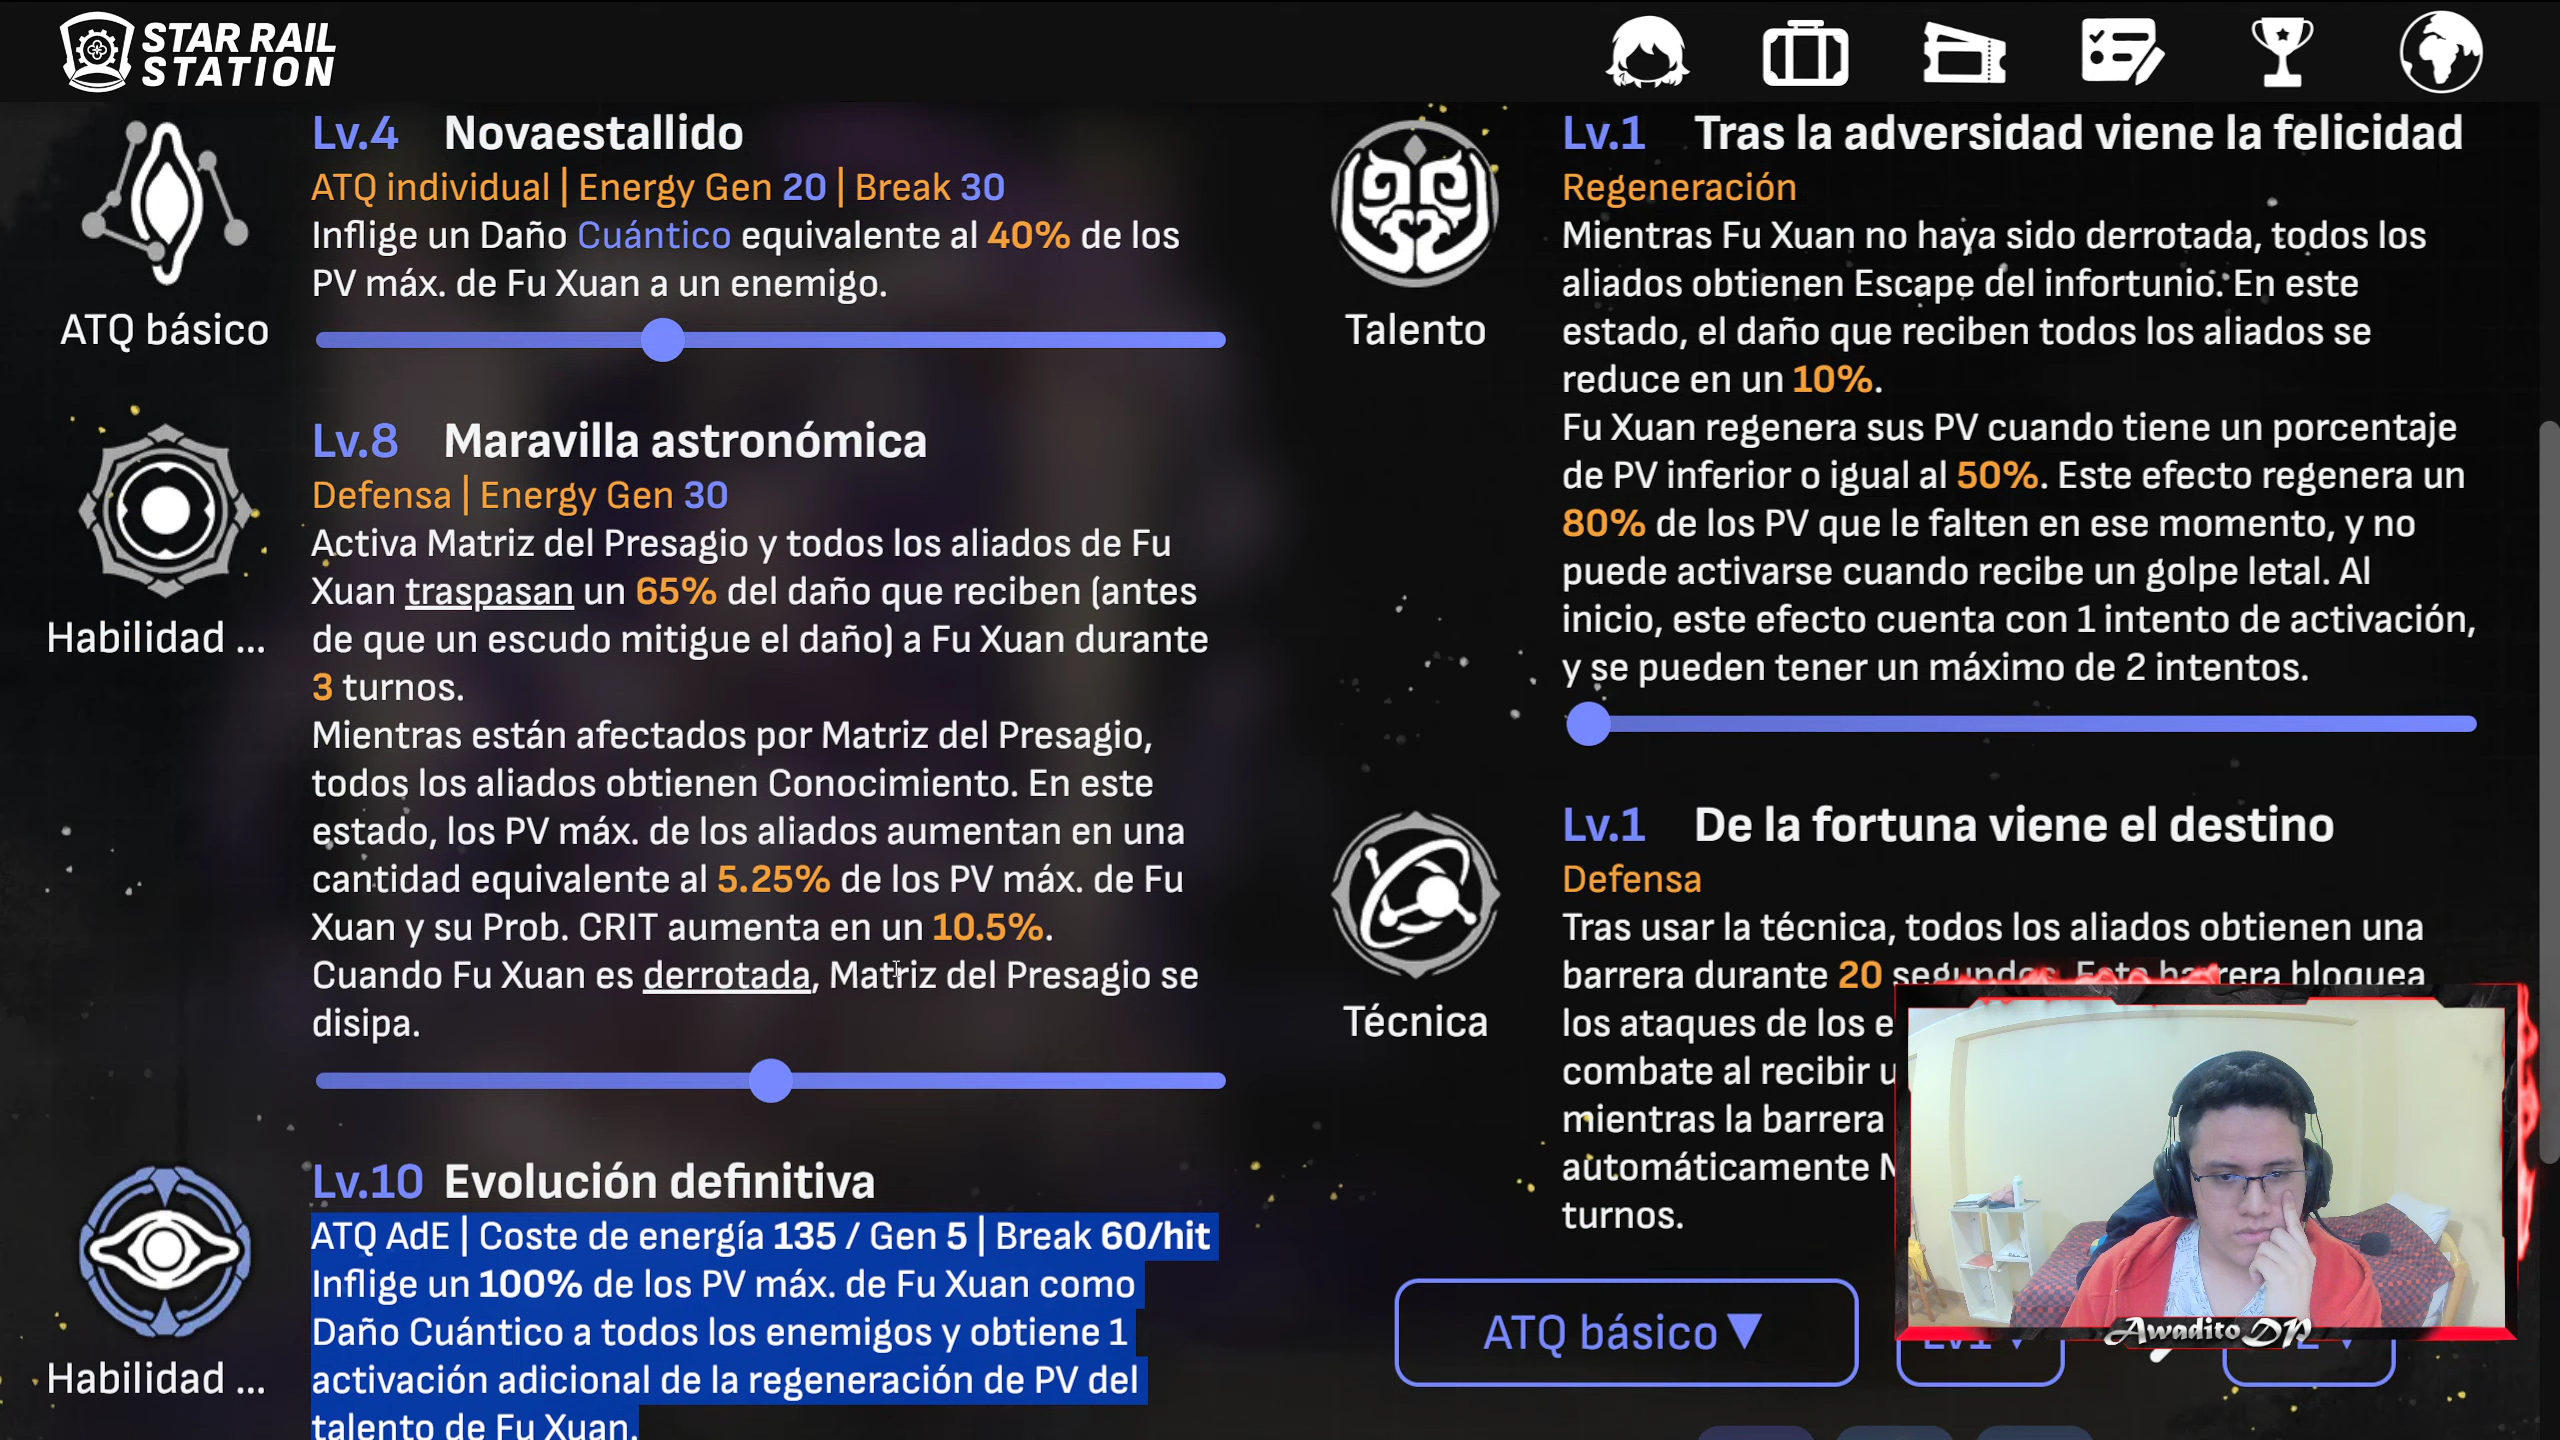 STAR RAIL
STATION
Lv.4 Novaestallido
ATQ individual | Energy Gen 20 | Break 30
Inflige un Daño Cuántico equivalente al 40% de los
PV máx. de Fu Xuan a un enemigo.
ATQ básico
Lv.8 Maravilla astronómica
Defensa | Energy Gen 30
Activa Matriz del Presagio y todos los aliados de Fu
Xuan traspasan un 65% del daño que reciben (antes
de que un escudo mitigue el daño) a Fu Xuan durante
3 turnos.
Mientras están afectados por Matriz del Presagio,
todos los aliados obtienen Conocimiento. En este
estado, los PV máx. de los aliados aumentan en una
cantidad equivalente al 5.25% de los PV máx. de Fu
Xuan y su Prob. CRIT aumenta en un 10.5%.
Cuando Fu Xuan es derrotada, Matriz del Presagio se
disipa.
Habilidad ...
Lv.10 Evolución definitiva
ATQ AdE | Coste de energía 135 / Gen 5 | Break 60/hit
Inflige un 100% de los PV máx. de Fu Xuan como
Daño Cuántico a todos los enemigos y obtiene 1
activación adicional de la regeneración de PV del
talento de Fu Xuan.
Habilidad ...
Lv.1 Tras la adversidad viene la felicidad
Regeneración
Mientras Fu Xuan no haya sido derrotada, todos los
aliados obtienen Escape del infortunio. En este
estado, el daño que reciben todos los aliados se
reduce en un 10%.
Fu Xuan regenera sus PV cuando tiene un porcentaje
de PV inferior o igual al 50%. Este efecto regenera un
80% de los PV que le falten en ese momento, y no
puede activarse cuando recibe un golpe letal. Al
inicio, este efecto cuenta con 1 intento de activación,
y se pueden tener un máximo de 2 intentos.
Talento
Lv.1 De la fortuna viene el destino
Defensa
Tras usar la técnica, todos los aliados obtienen una
barrera durante 20 segundos. Esta barrera bloquea
los ataques de los e
combate al recibir u
mientras la barrera
automáticamente M
turnos.
Técnica
ATQ básico ▼
Lv1 ▼
Awadito DP